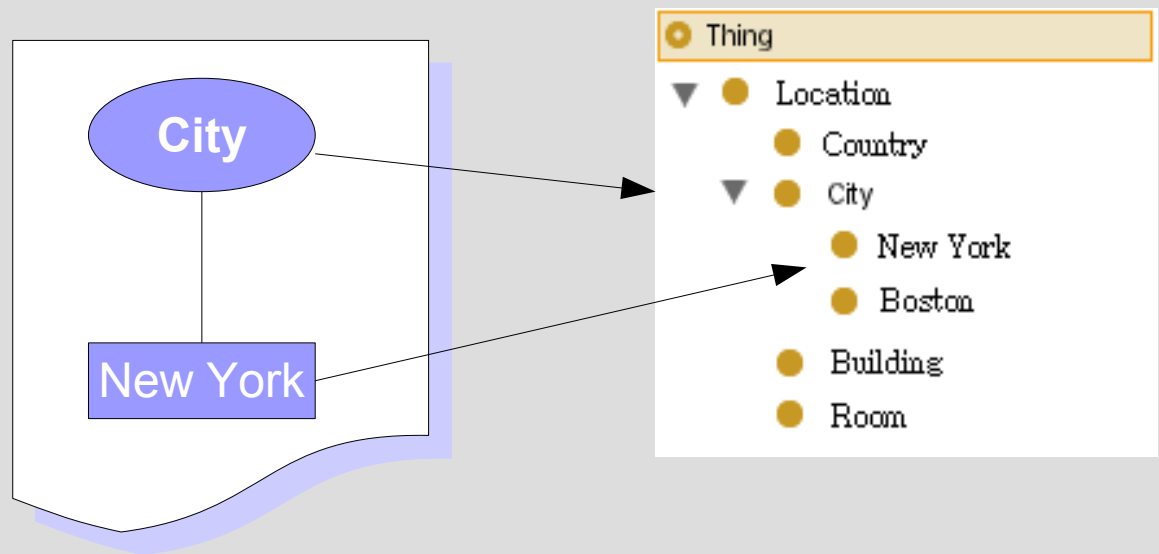 City
New York
Thing
Location
Country
City
New York
Boston
Building
Room